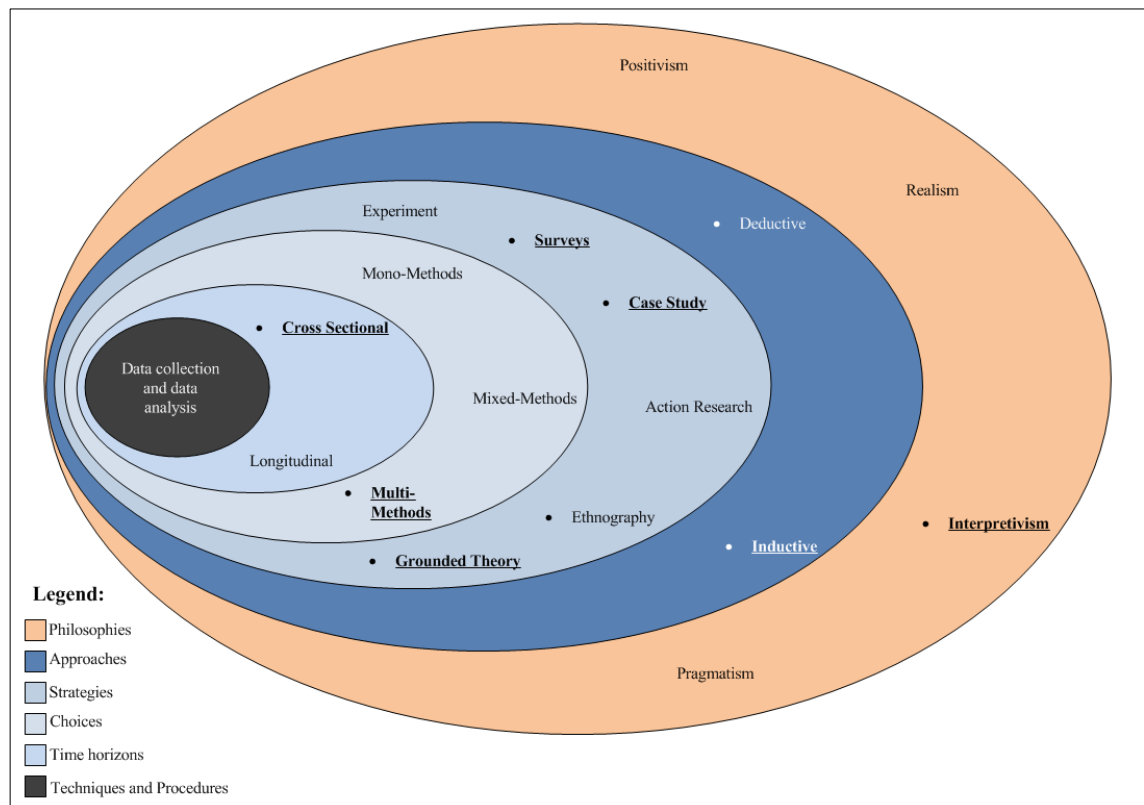 Positivism
Realism
Experiment
Deductive
Surveys
Mono-Methods
Case Study
Cross Sectional
Data collection
and data
analysis
Mixed-Methods
Action Research
Longitudinal
Multi-
Methods
Ethnography
Interpretivism
Inductive
Grounded Theory
Pragmatism
Legend:
Philosophies
Approaches
Strategies
Choices
Time horizons
Techniques and Procedures